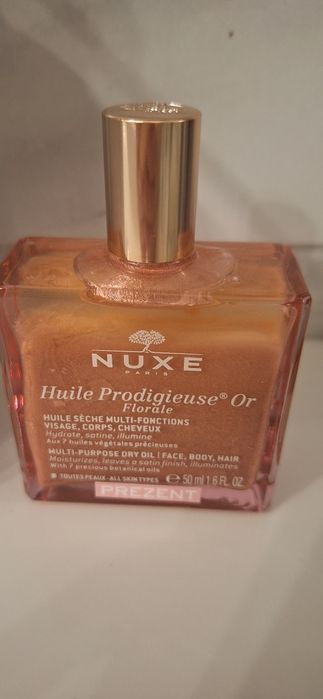 NUXE
PARIS
Huile Prodigieuse® Or
Florale
HUILE SÈCHE MULTI-FONCTIONS
VISAGE, CORPS, CHEVEUX
Hydrate, satine, illumine
Aux 7 huiles végétales précieuses
MULTI-PURPOSE DRY OIL | FACE, BODY, HAIR
Moisturizes, leaves a satin finish, illuminates
With 7 precious botanical oils
TOUTES PEAUX - ALL SKIN TYPES ℮ 50 ml 1.6 FL. OZ.
PREZENT